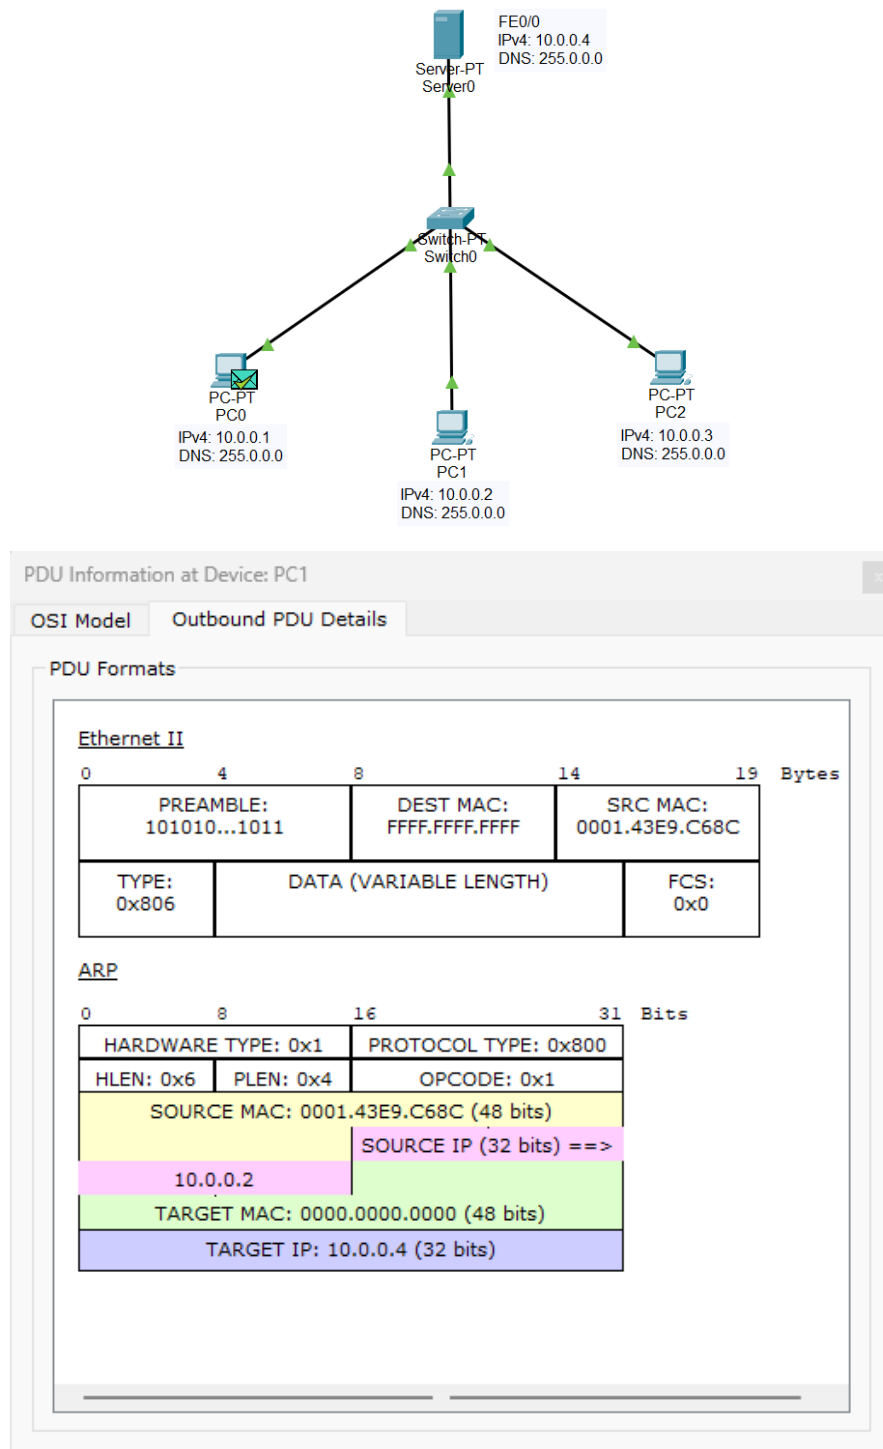 FE0/0
IPv4: 10.0.0.4
DNS: 255.0.0.0
Server-PT
Server0
Switch-PT
Switch0
PC-PT
PC0
IPv4: 10.0.0.1
DNS: 255.0.0.0
PC-PT
PC1
IPv4: 10.0.0.2
DNS: 255.0.0.0
PC-PT
PC2
IPv4: 10.0.0.3
DNS: 255.0.0.0
PDU Information at Device: PC1
x
OSI Model Outbound PDU Details
PDU Formats
Ethernet II
0 4 8 14 19 Bytes
PREAMBLE:
101010...1011
DEST MAC:
FFFF.FFFF.FFFF
SRC MAC:
0001.43E9.C68C
TYPE:
0x806
DATA (VARIABLE LENGTH)
FCS:
0x0
ARP
0 8 16 31 Bits
HARDWARE TYPE: 0x1 PROTOCOL TYPE: 0x800
HLEN: 0x6 PLEN: 0x4 OPCODE: 0x1
SOURCE MAC: 0001.43E9.C68C (48 bits)
SOURCE IP (32 bits) ==>
10.0.0.2
TARGET MAC: 0000.0000.0000 (48 bits)
TARGET IP: 10.0.0.4 (32 bits)